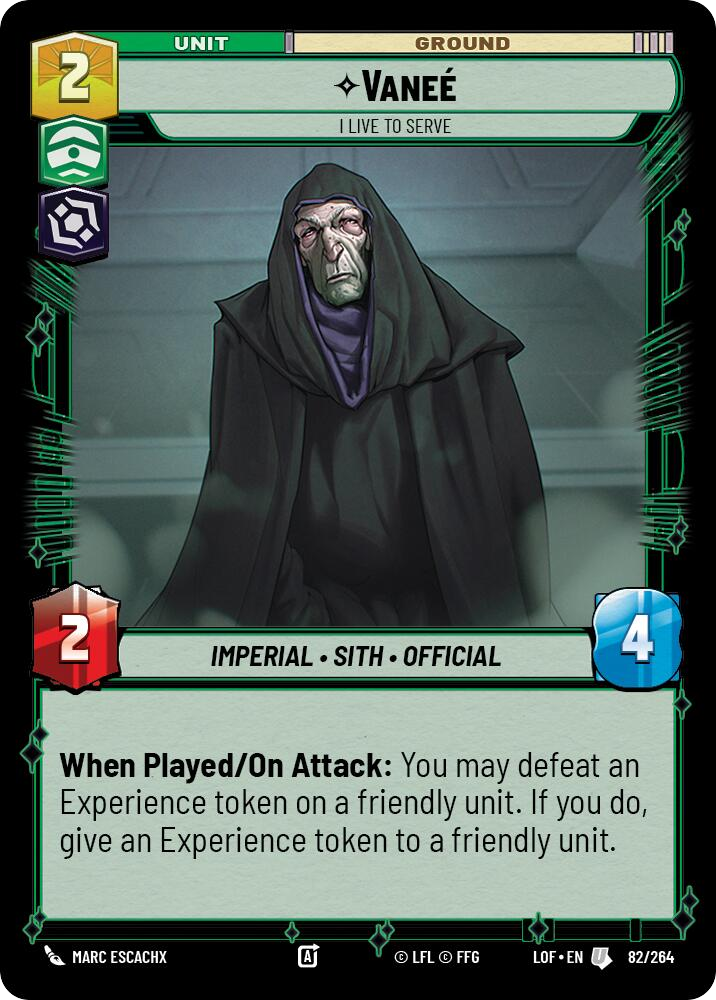 UNIT GROUND
2
✧VANEÉ
I LIVE TO SERVE
2
IMPERIAL • SITH • OFFICIAL
4
When Played/On Attack: You may defeat an
Experience token on a friendly unit. If you do,
give an Experience token to a friendly unit.
MARC ESCACHX A © LFL © FFG LOF • EN U 82/264